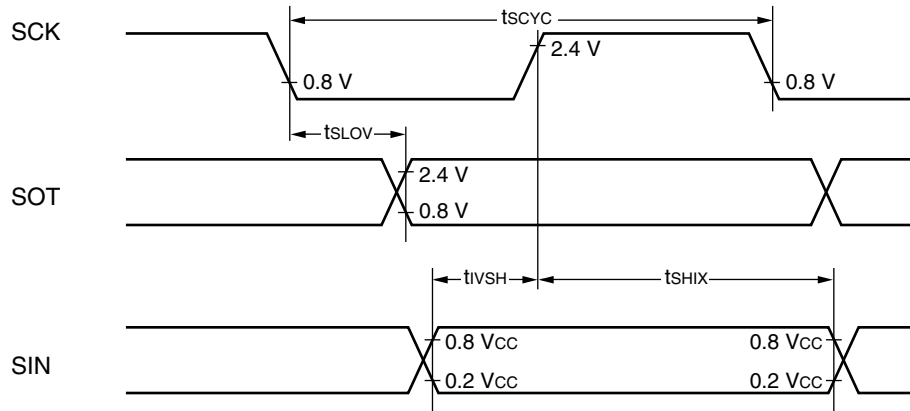 tSCYC
SCK
2.4 V
0.8 V 0.8 V
tSLOV
SOT
2.4 V
0.8 V
tIVSH tSHIX
SIN
0.8 VCC 0.8 VCC
0.2 VCC 0.2 VCC